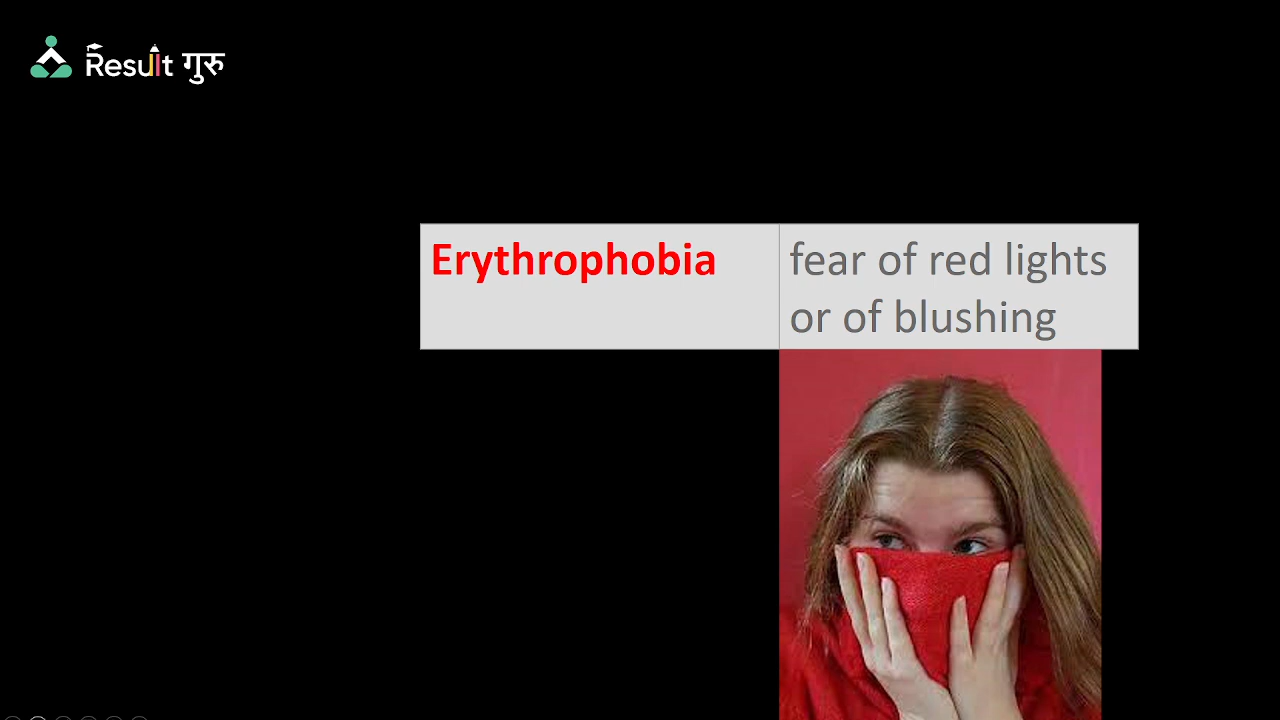 Result गुरु
Erythrophobia
fear of red lights
or of blushing